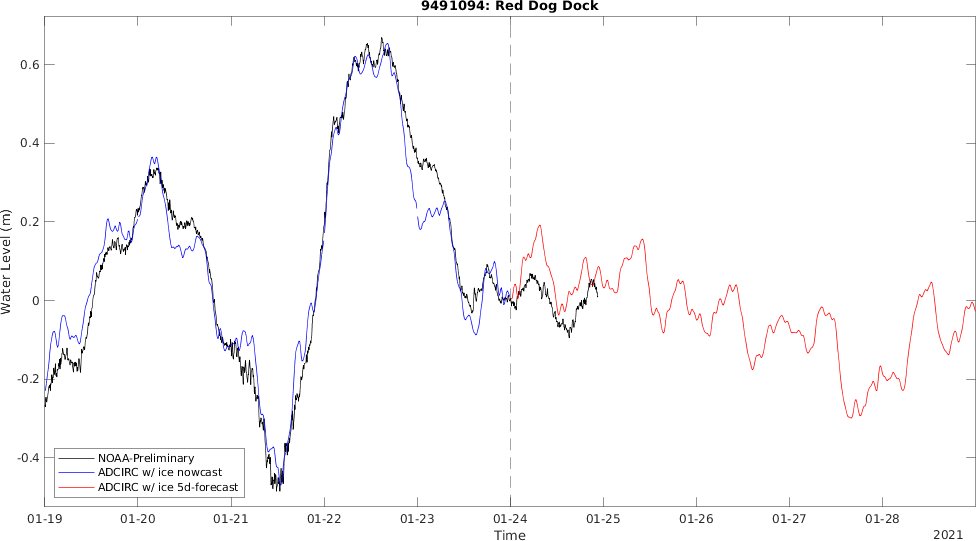 9491094: Red Dog Dock
Water Level (m)
0.6
0.4
0.2
0
-0.2
-0.4
NOAA-Preliminary
ADCIRC w/ ice nowcast
ADCIRC w/ ice 5d-forecast
01-19 01-20 01-21 01-22 01-23 01-24 01-25 01-26 01-27 01-28
Time
2021